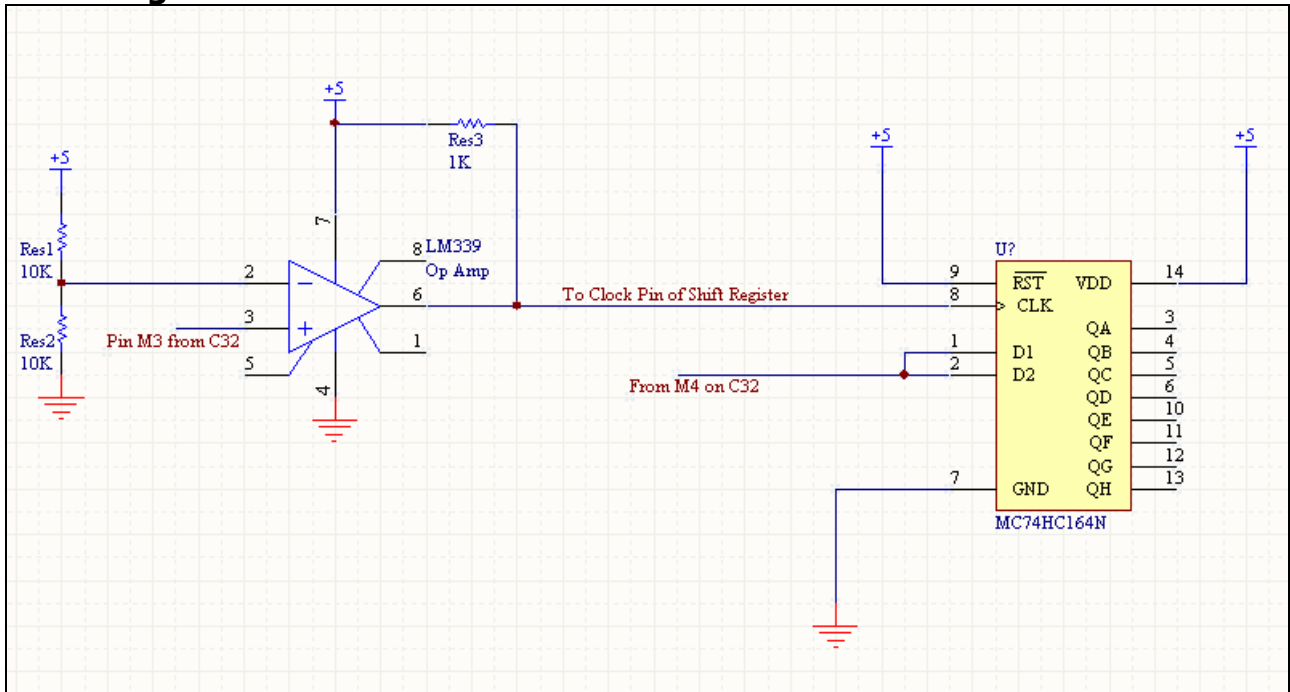 +5
Res3
1K
+5
+5
+5
7
Res1
10K
2
8
LM339
Op Amp
6
To Clock Pin of Shift Register
3
Pin M3 from C32
Res2
10K
5
1
4
From M4 on C32
U?
9
RST
VDD
14
8
CLK
QA
3
1
D1
QB
4
2
D2
QC
5
QD
6
QE
10
QF
11
QG
12
7
GND
QH
13
MC74HC164N